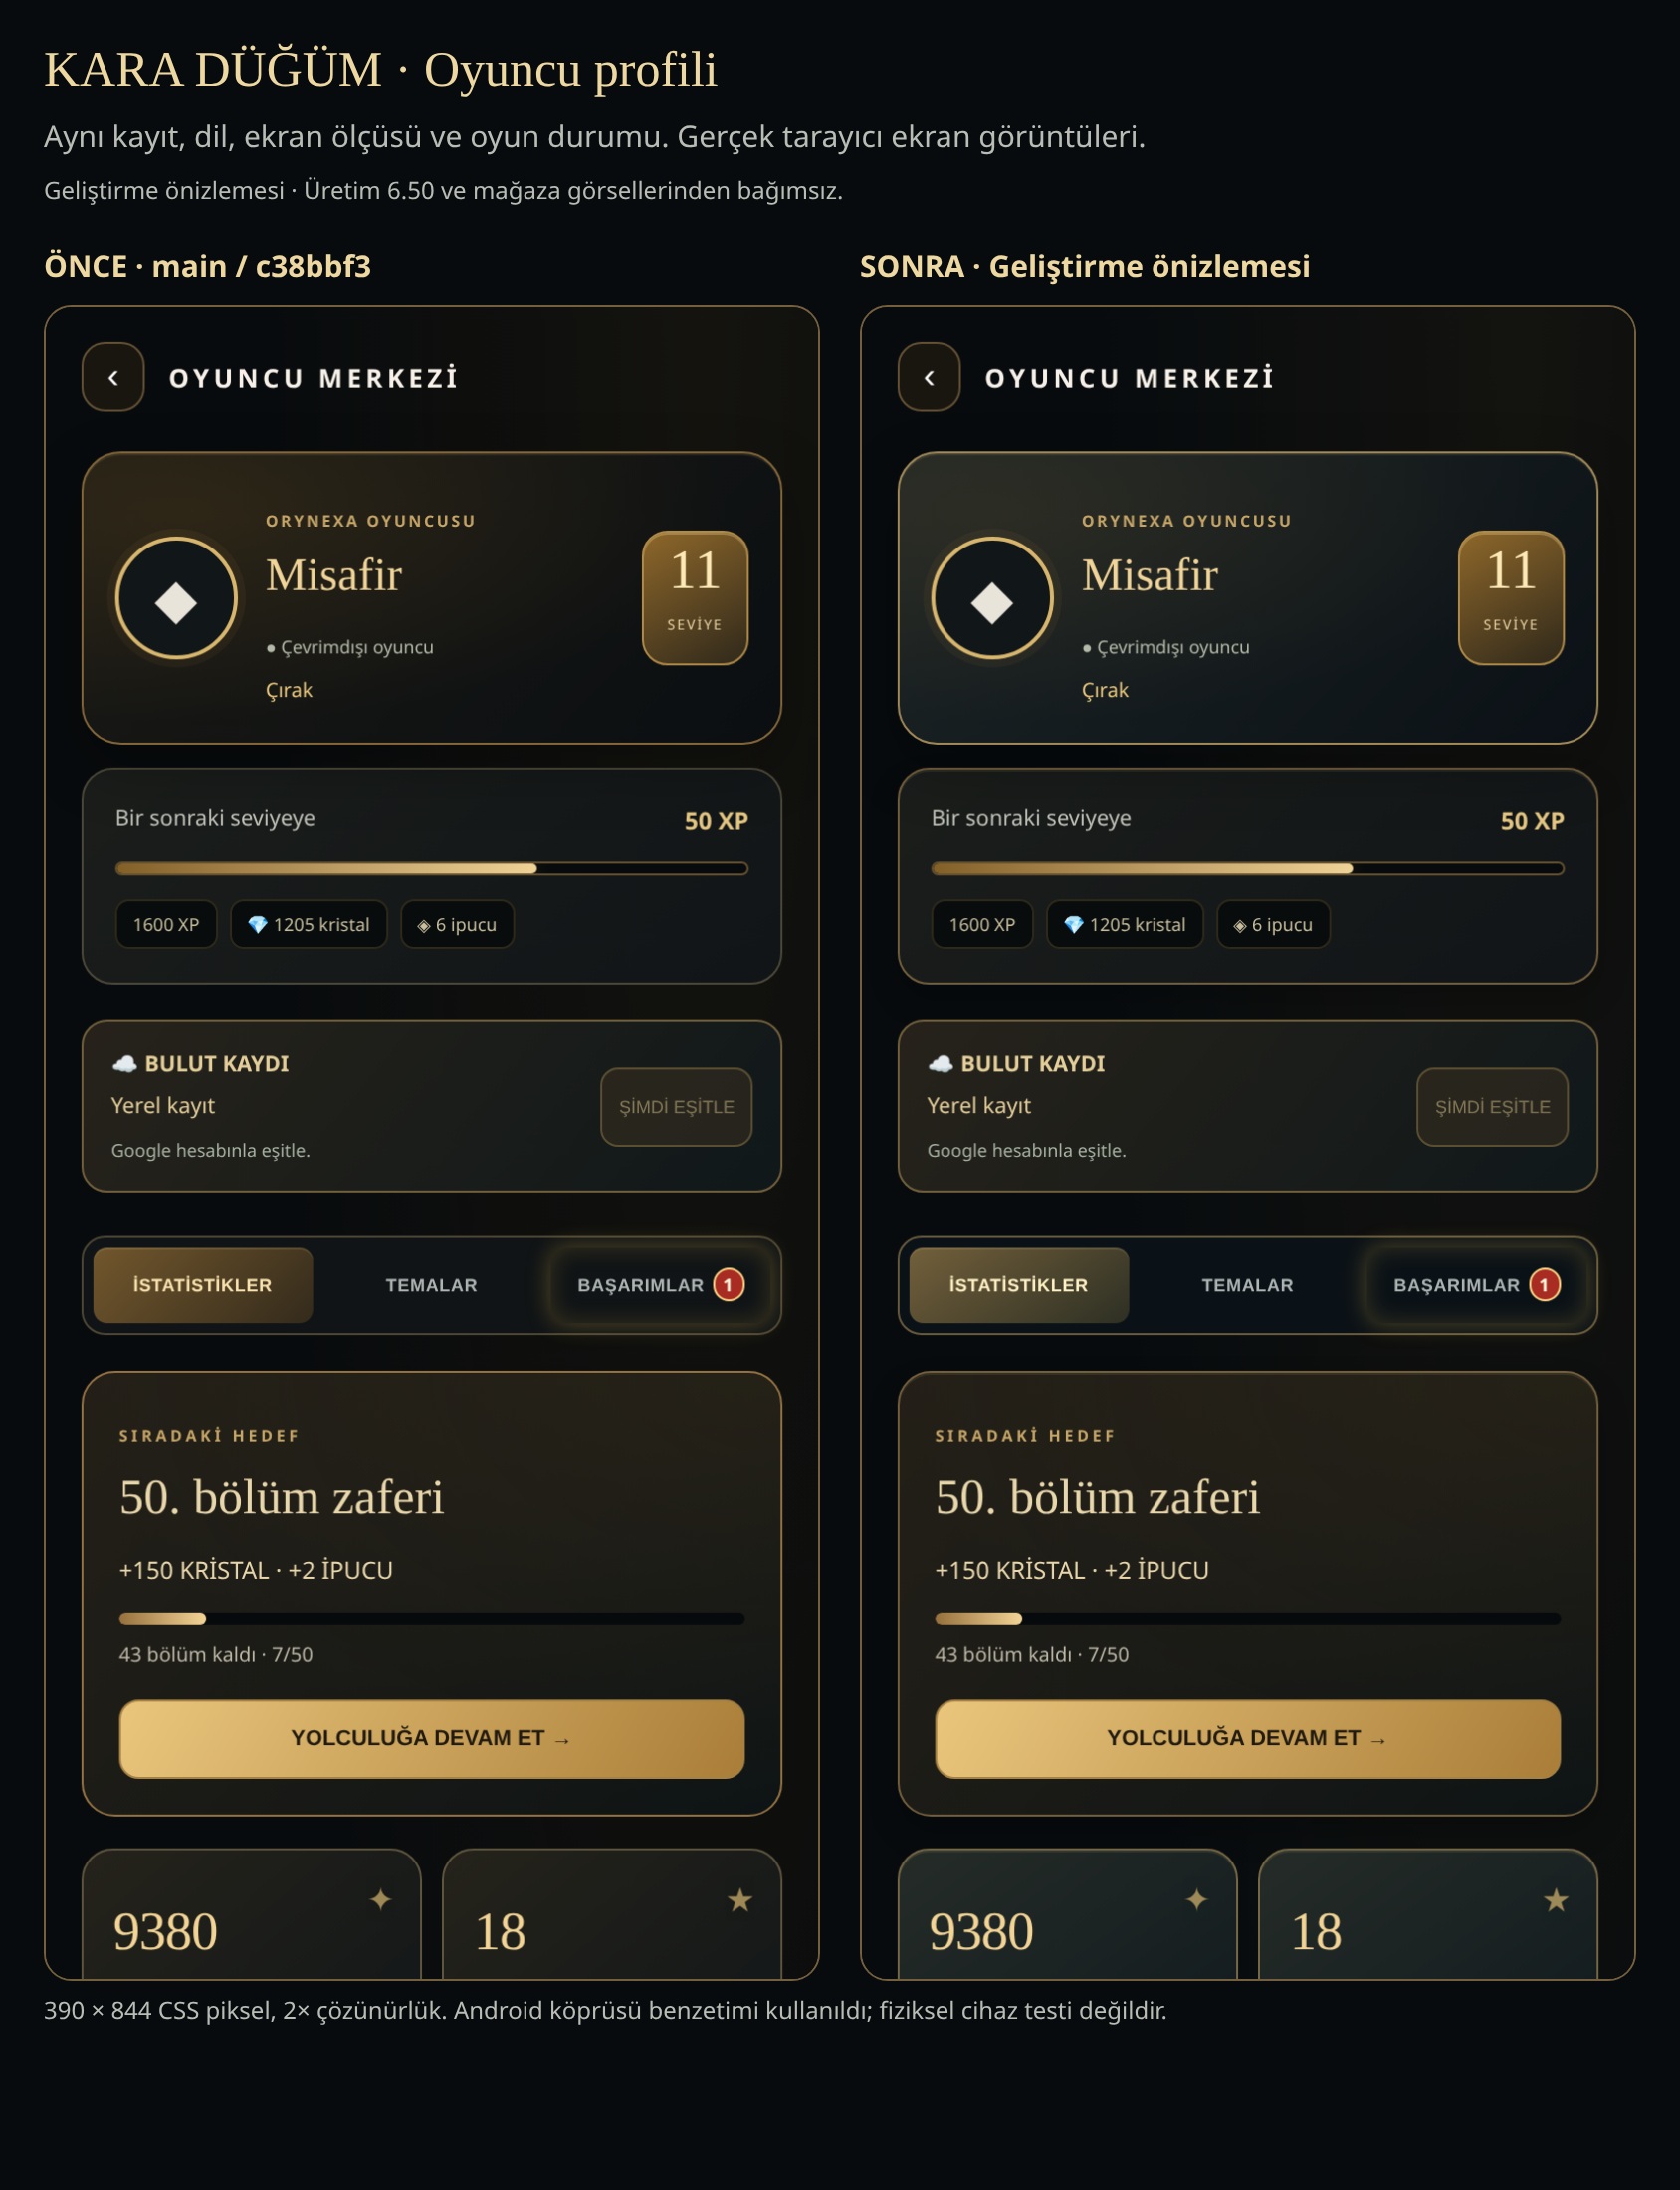 KARA DÜĞÜM · Oyuncu profili
Aynı kayıt, dil, ekran ölçüsü ve oyun durumu. Gerçek tarayıcı ekran görüntüleri.
Geliştirme önizlemesi · Üretim 6.50 ve mağaza görsellerinden bağımsız.
ÖNCE · main / c38bbf3
‹ OYUNCU MERKEZİ
ORYNEXA OYUNCUSU
Misafir
• Çevrimdışı oyuncu
Çırak
11
SEVİYE
Bir sonraki seviyeye 50 XP
1600 XP 💎 1205 kristal ◈ 6 ipucu
☁️ BULUT KAYDI
Yerel kayıt
Google hesabınla eşitle.
ŞİMDİ EŞİTLE
İSTATİSTİKLER TEMALAR BAŞARIMLAR 1
SIRADAKİ HEDEF
50. bölüm zaferi
+150 KRİSTAL · +2 İPUCU
43 bölüm kaldı · 7/50
YOLCULUĞA DEVAM ET →
9380 ✦ 18 ★
SONRA · Geliştirme önizlemesi
‹ OYUNCU MERKEZİ
ORYNEXA OYUNCUSU
Misafir
• Çevrimdışı oyuncu
Çırak
11
SEVİYE
Bir sonraki seviyeye 50 XP
1600 XP 💎 1205 kristal ◈ 6 ipucu
☁️ BULUT KAYDI
Yerel kayıt
Google hesabınla eşitle.
ŞİMDİ EŞİTLE
İSTATİSTİKLER TEMALAR BAŞARIMLAR 1
SIRADAKİ HEDEF
50. bölüm zaferi
+150 KRİSTAL · +2 İPUCU
43 bölüm kaldı · 7/50
YOLCULUĞA DEVAM ET →
9380 ✦ 18 ★
390 × 844 CSS piksel, 2× çözünürlük. Android köprüsü benzetimi kullanıldı; fiziksel cihaz testi değildir.